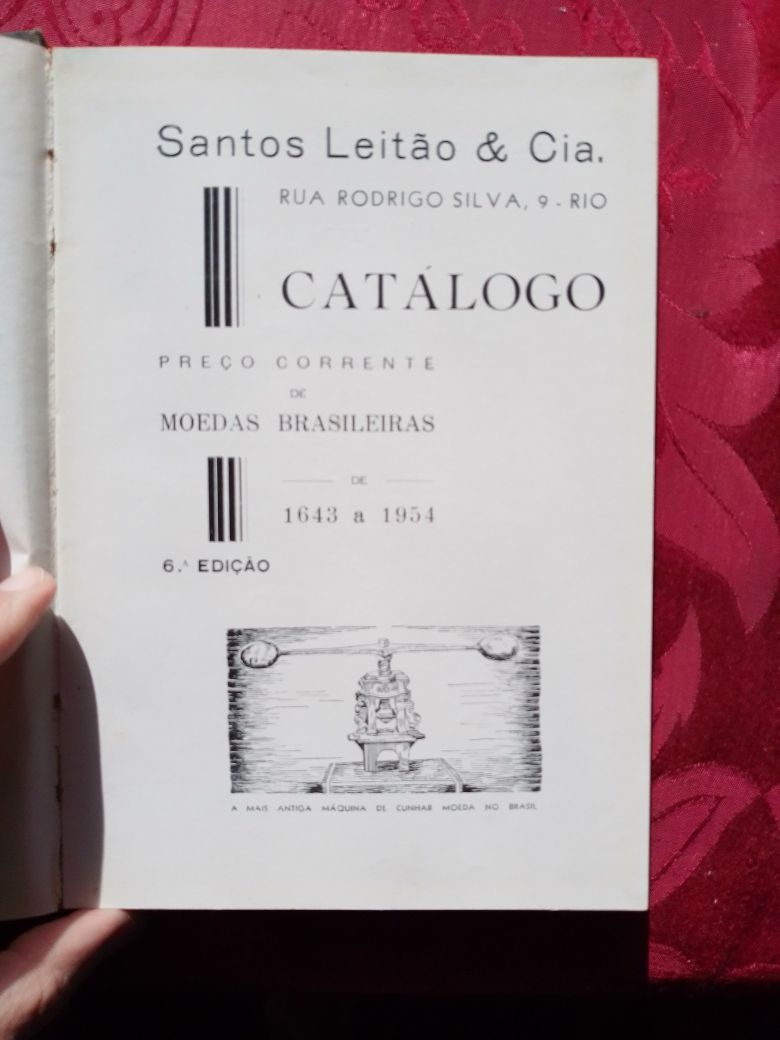 Santos Leitão & Cia.
RUA RODRIGO SILVA, 9 - RIO
CATÁLOGO
PREÇO CORRENTE
DE
MOEDAS BRASILEIRAS
DE
1643 a 1954
6.ª EDIÇÃO
A MAIS ANTIGA MÁQUINA DE CUNHAR MOEDA NO BRASIL